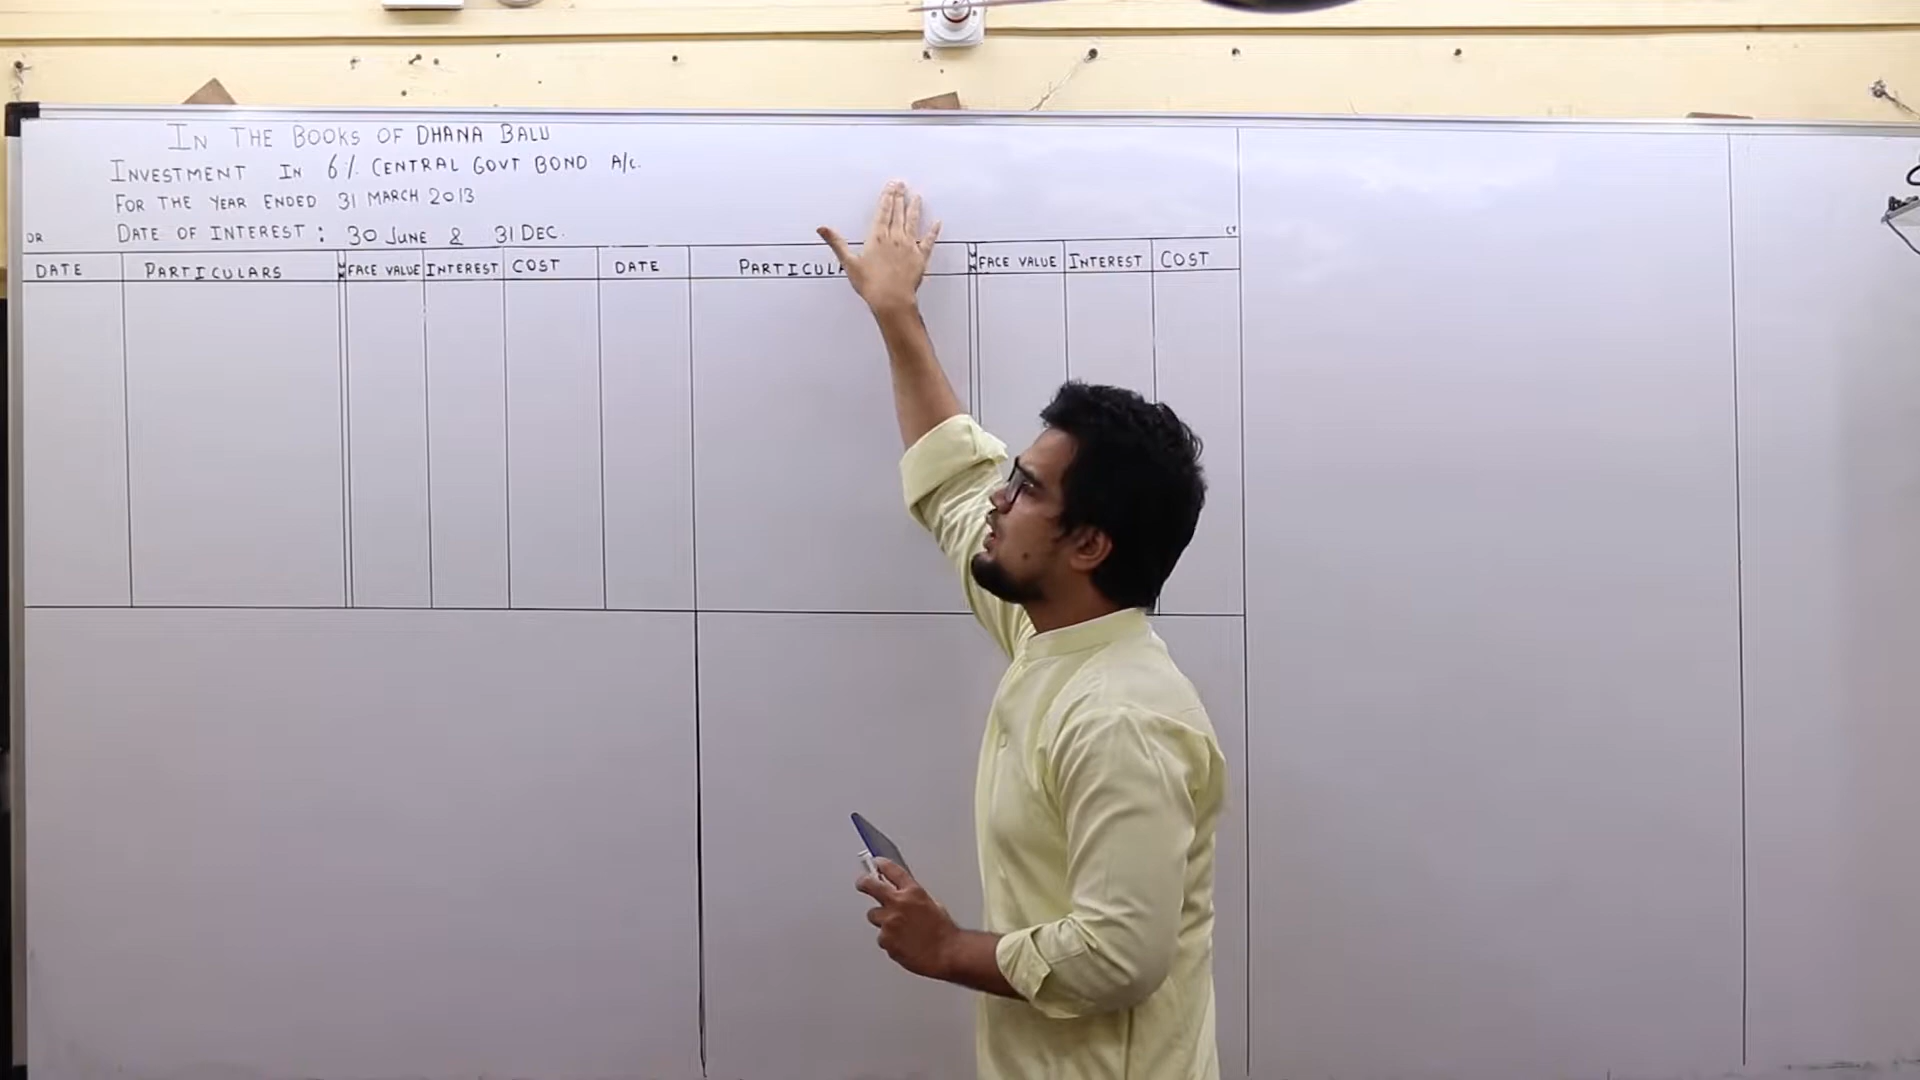 IN THE BOOKS OF DHANA BALU
INVESTMENT IN 6% CENTRAL GOVT BOND A/c.
FOR THE YEAR ENDED 31 MARCH 2013
DR DATE OF INTEREST : 30 JUNE & 31 DEC. CR
DATE PARTICULARS FACE VALUE INTEREST COST DATE PARTICULA FACE VALUE INTEREST COST